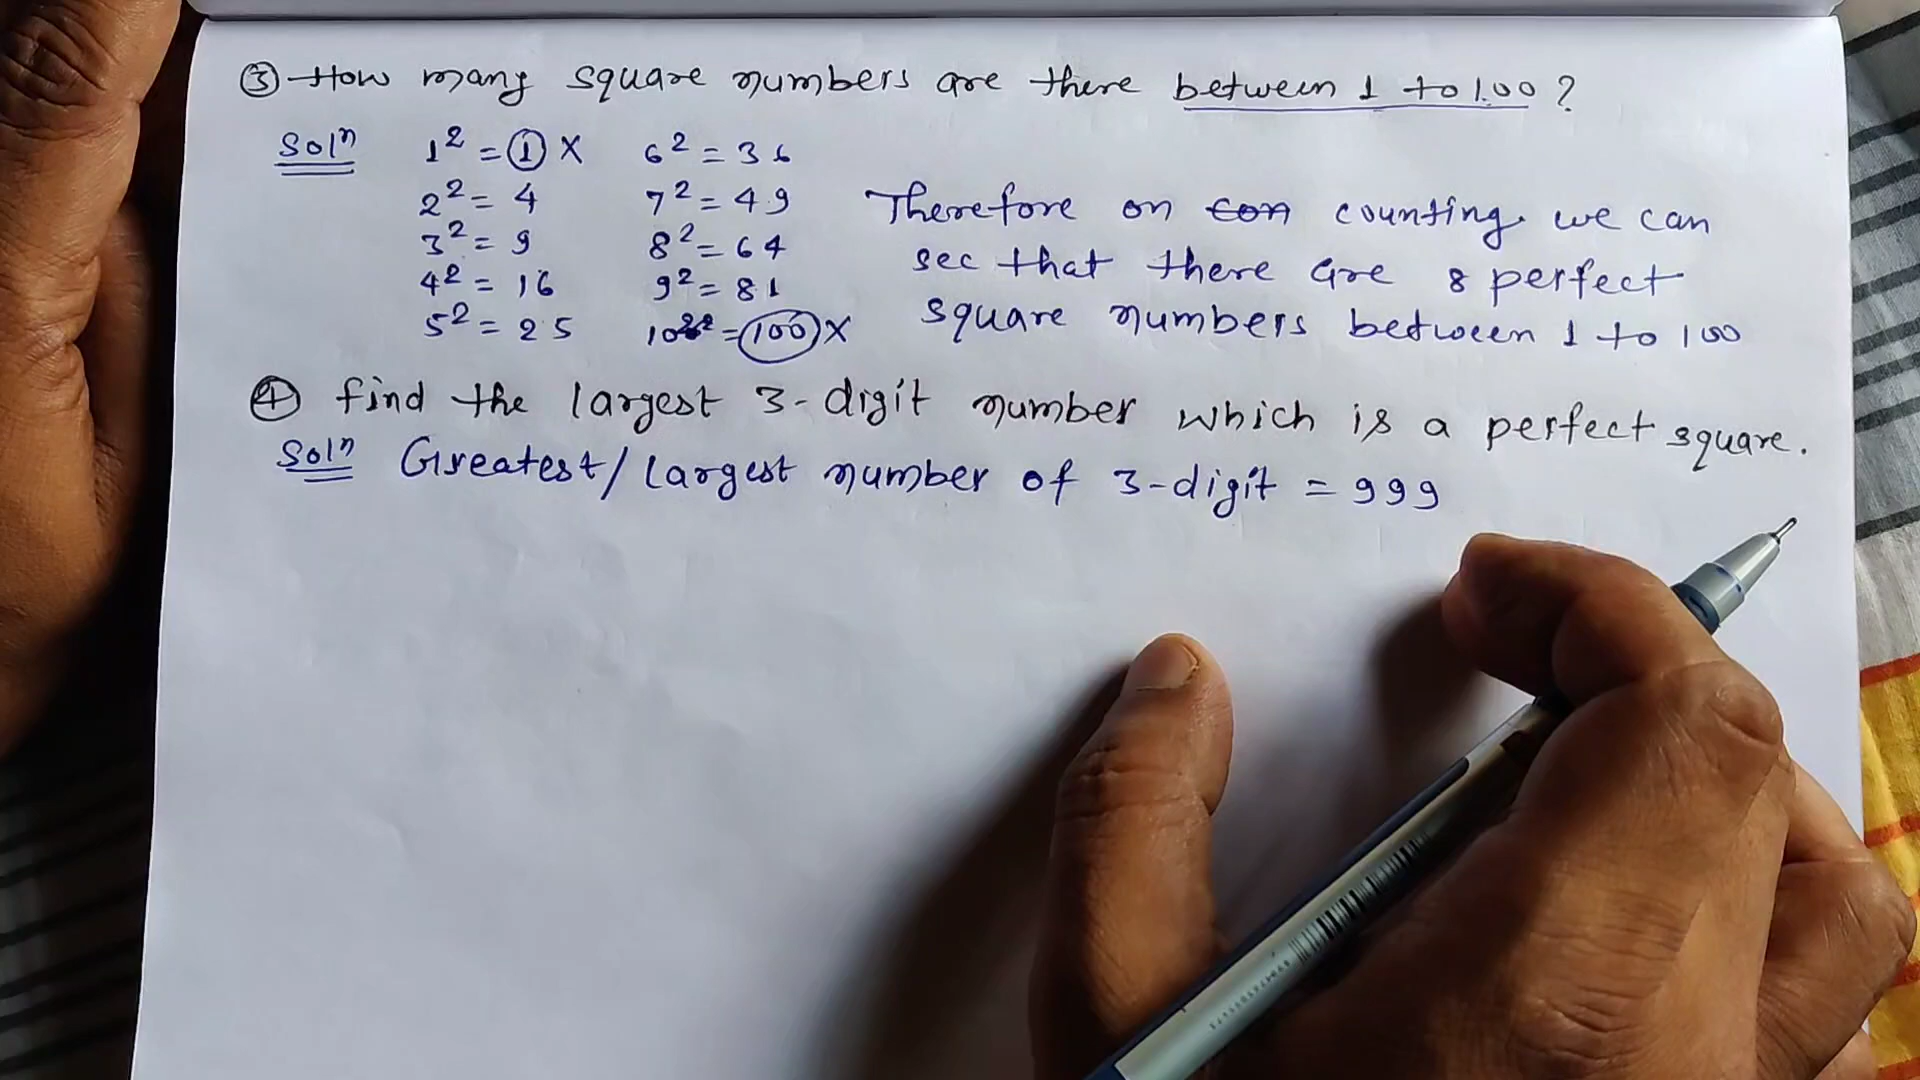 ③ How many square numbers are there between 1 to 100?
Solⁿ 1² = 1 X 6² = 36
2² = 4 7² = 49
3² = 9 8² = 64
4² = 16 9² = 81
5² = 25 10² = 100 X
Therefore on con counting we can
see that there are 8 perfect
square numbers between 1 to 100
④ find the largest 3-digit number which is a perfect square.
Solⁿ Greatest/largest number of 3-digit = 999